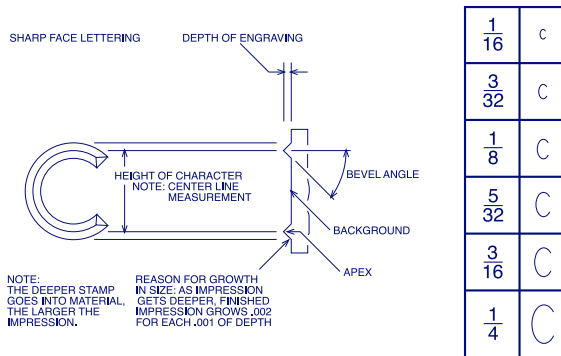 SHARP FACE LETTERING
DEPTH OF ENGRAVING
HEIGHT OF CHARACTER
NOTE: CENTER LINE
MEASUREMENT
BEVEL ANGLE
BACKGROUND
APEX
NOTE:
THE DEEPER STAMP
GOES INTO MATERIAL,
THE LARGER THE
IMPRESSION.
REASON FOR GROWTH
IN SIZE: AS IMPRESSION
GETS DEEPER, FINISHED
IMPRESSION GROWS .002
FOR EACH .001 OF DEPTH
1/16 C
3/32 C
1/8 C
5/32 C
3/16 C
1/4 C